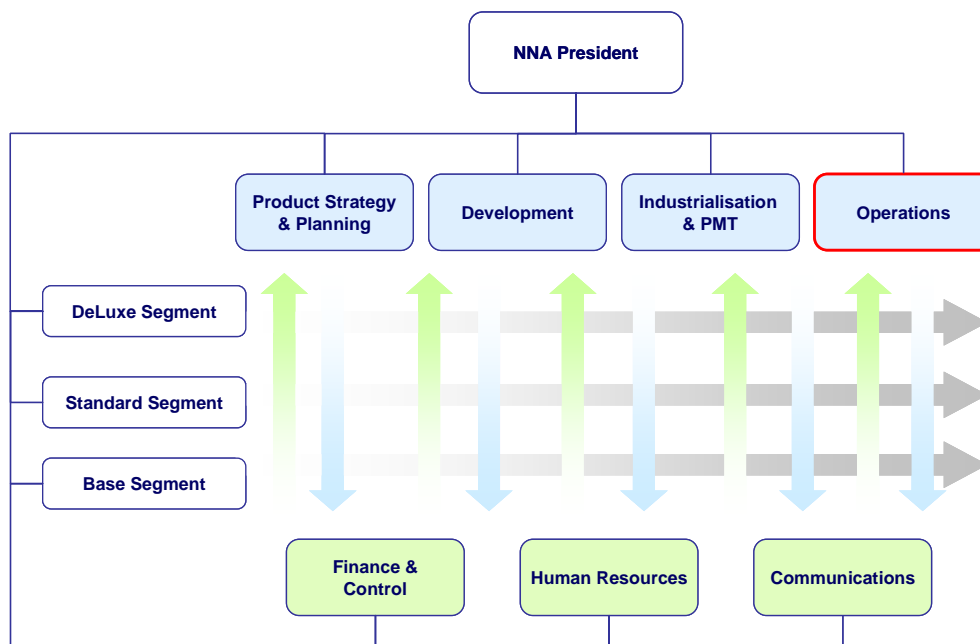 NNA President
Product Strategy
& Planning
Development
Industrialisation
& PMT
Operations
DeLuxe Segment
Standard Segment
Base Segment
Finance &
Control
Human Resources
Communications